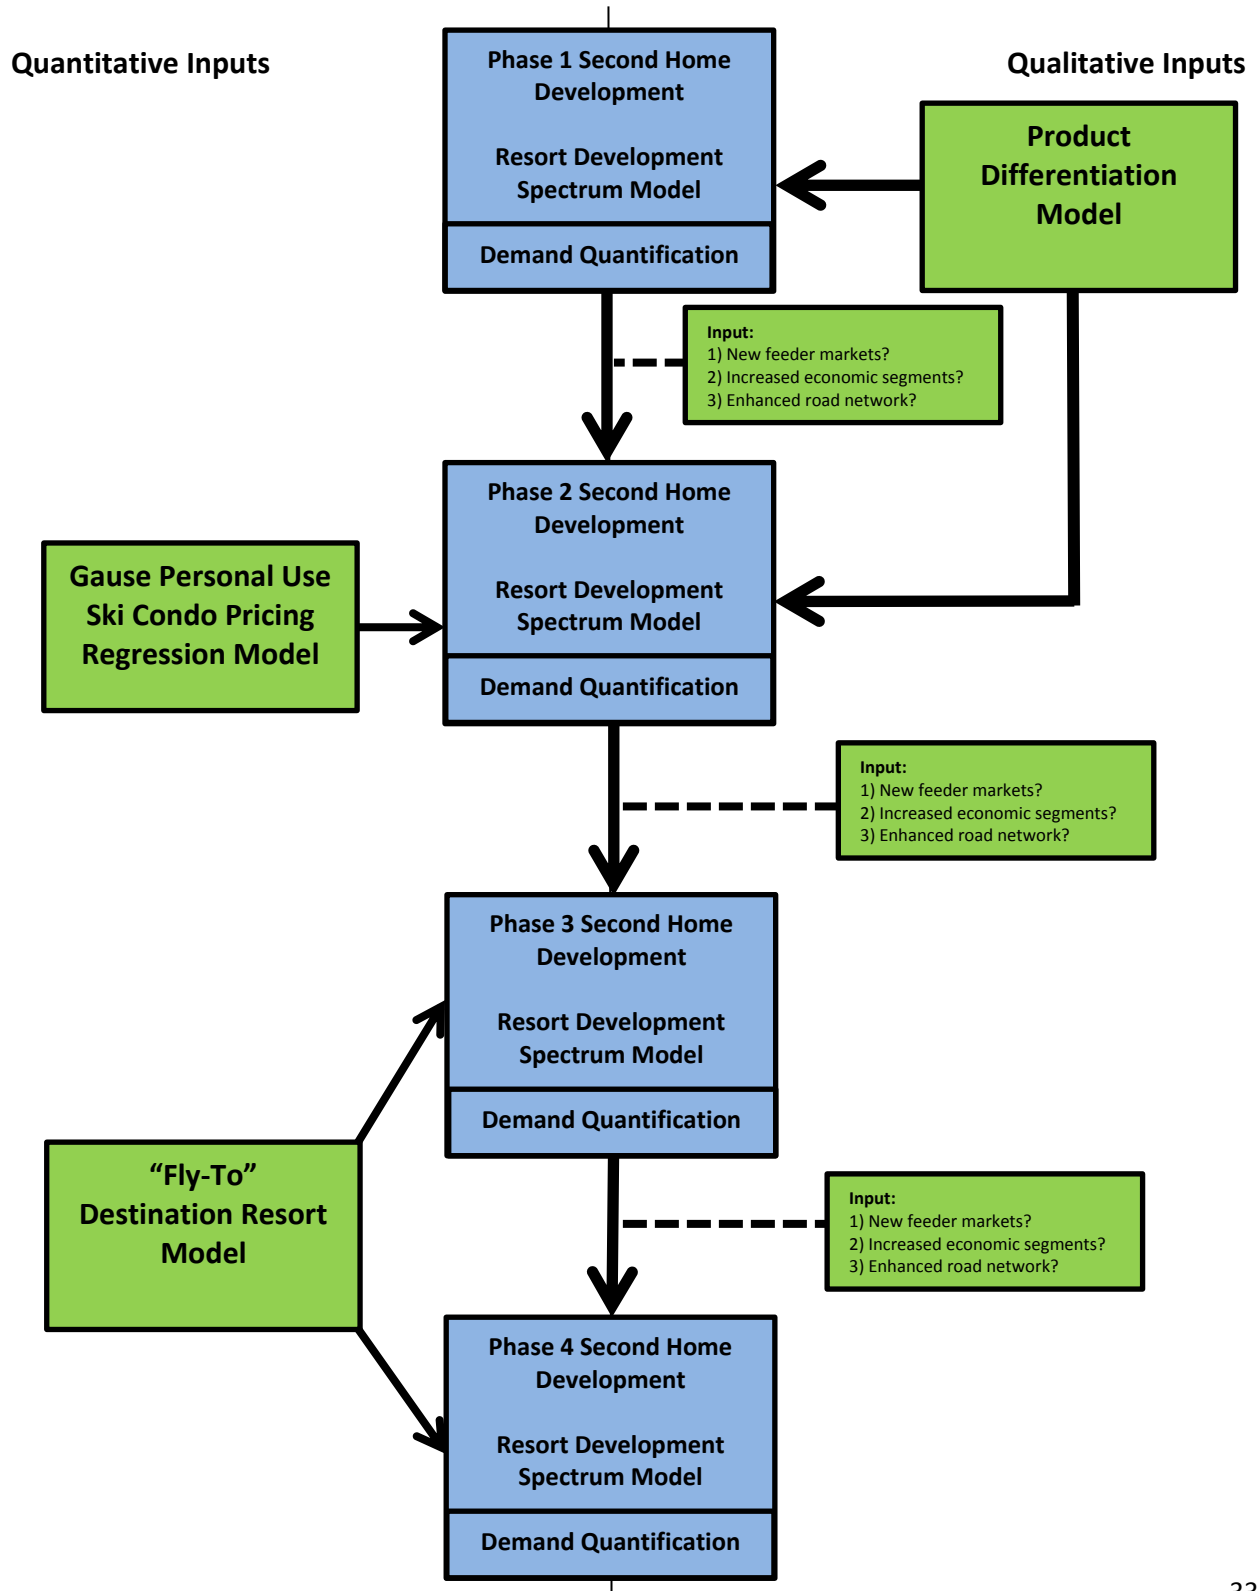 Quantitative Inputs
Qualitative Inputs
Phase 1 Second Home
Development
Resort Development
Spectrum Model
Demand Quantification
Product
Differentiation
Model
Input:
1) New feeder markets?
2) Increased economic segments?
3) Enhanced road network?
Phase 2 Second Home
Development
Resort Development
Spectrum Model
Demand Quantification
Gause Personal Use
Ski Condo Pricing
Regression Model
Input:
1) New feeder markets?
2) Increased economic segments?
3) Enhanced road network?
Phase 3 Second Home
Development
Resort Development
Spectrum Model
Demand Quantification
“Fly-To”
Destination Resort
Model
Input:
1) New feeder markets?
2) Increased economic segments?
3) Enhanced road network?
Phase 4 Second Home
Development
Resort Development
Spectrum Model
Demand Quantification
33